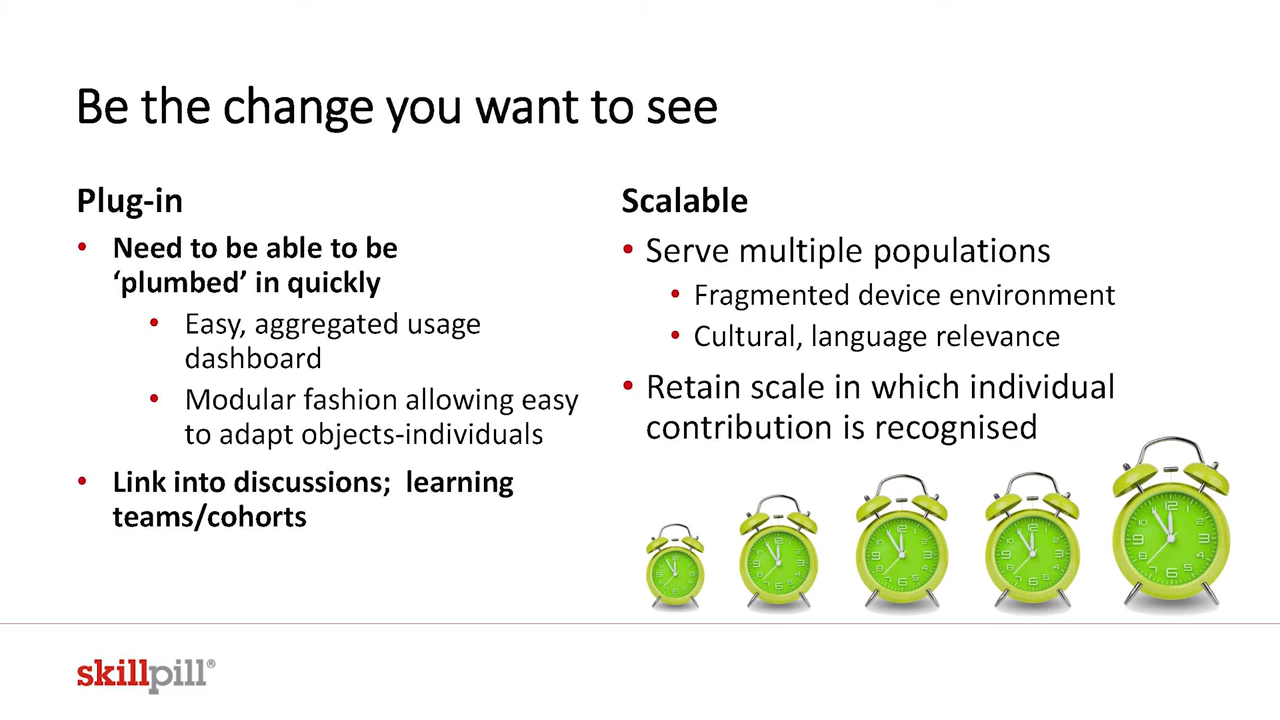 Be the change you want to see
Plug-in
• Need to be able to be
‘plumbed’ in quickly
• Easy, aggregated usage
dashboard
• Modular fashion allowing easy
to adapt objects-individuals
• Link into discussions;  learning
teams/cohorts
Scalable
• Serve multiple populations
• Fragmented device environment
• Cultural, language relevance
• Retain scale in which individual
contribution is recognised
skillpill®